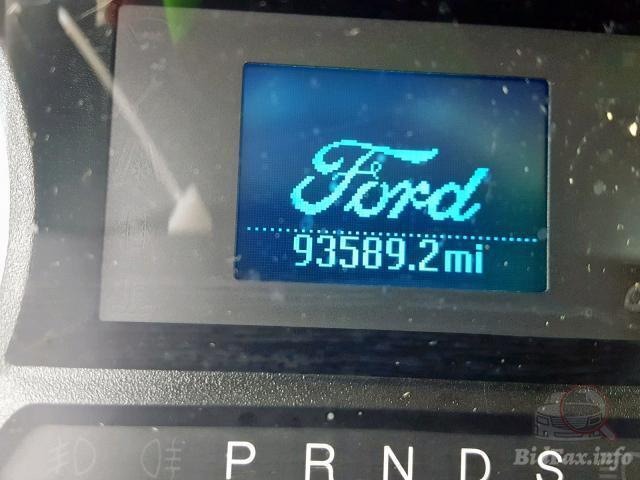 Ford
93589.2mi
P R N D S
BidFax.info